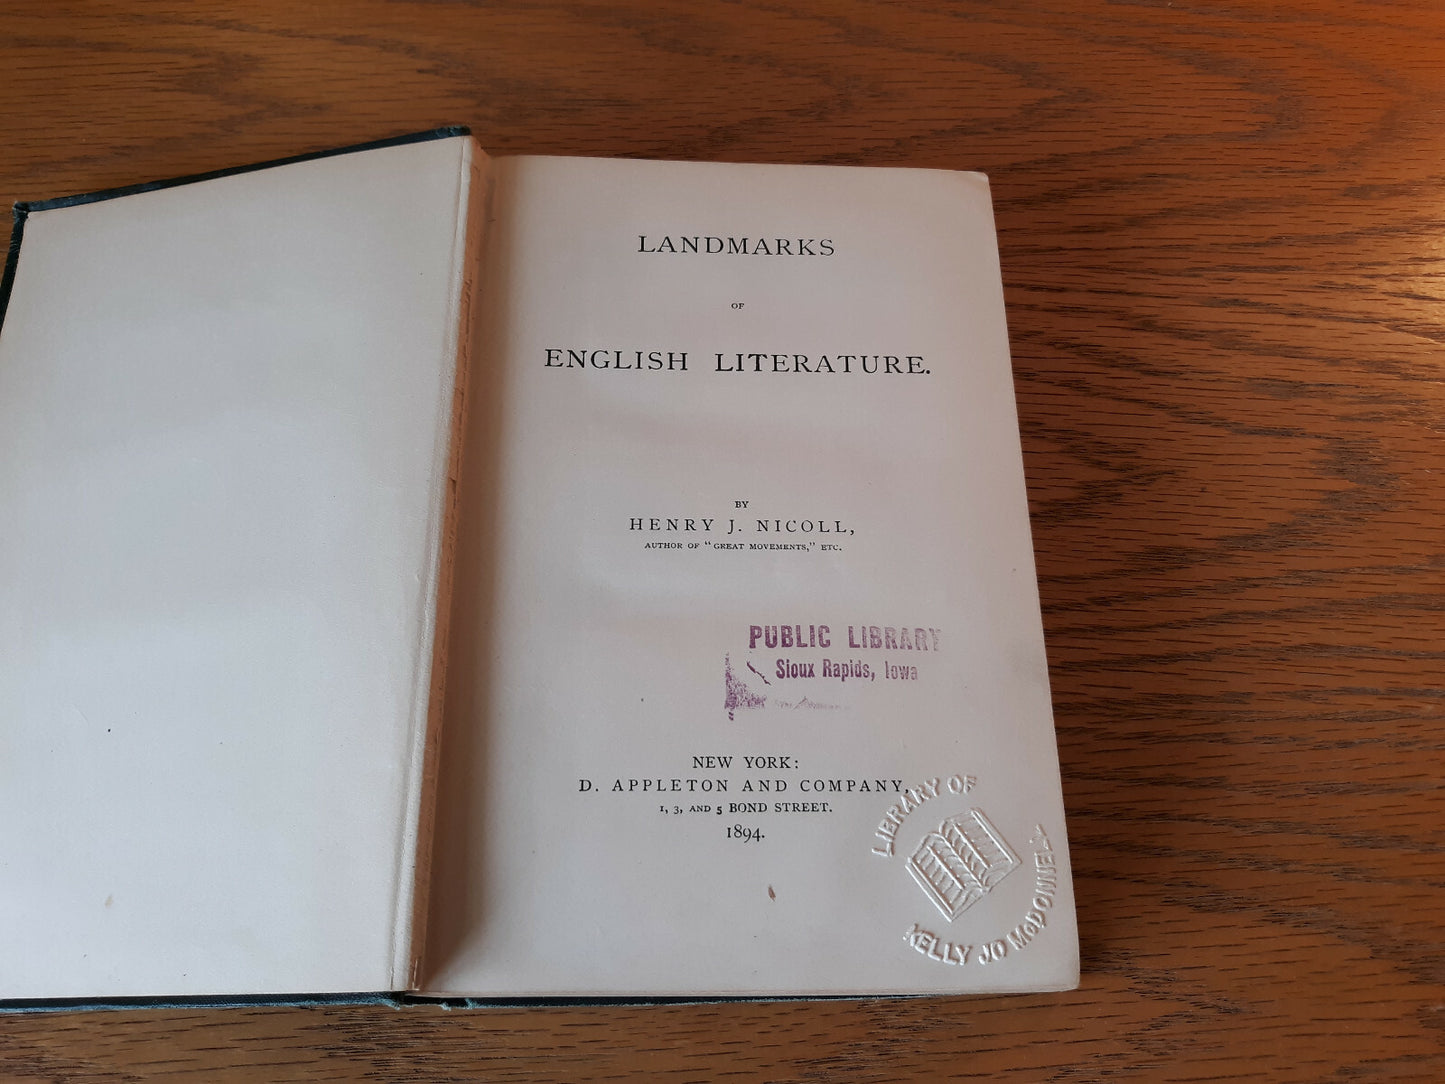 LANDMARKS
OF
ENGLISH LITERATURE.
BY
HENRY J. NICOLL,
AUTHOR OF "GREAT MOVEMENTS," ETC.
PUBLIC LIBRARY
Sioux Rapids, Iowa
NEW YORK:
D. APPLETON AND COMPANY,
1, 3, AND 5 BOND STREET.
1894.
LIBRARY OF
KELLY JO McDONNELL